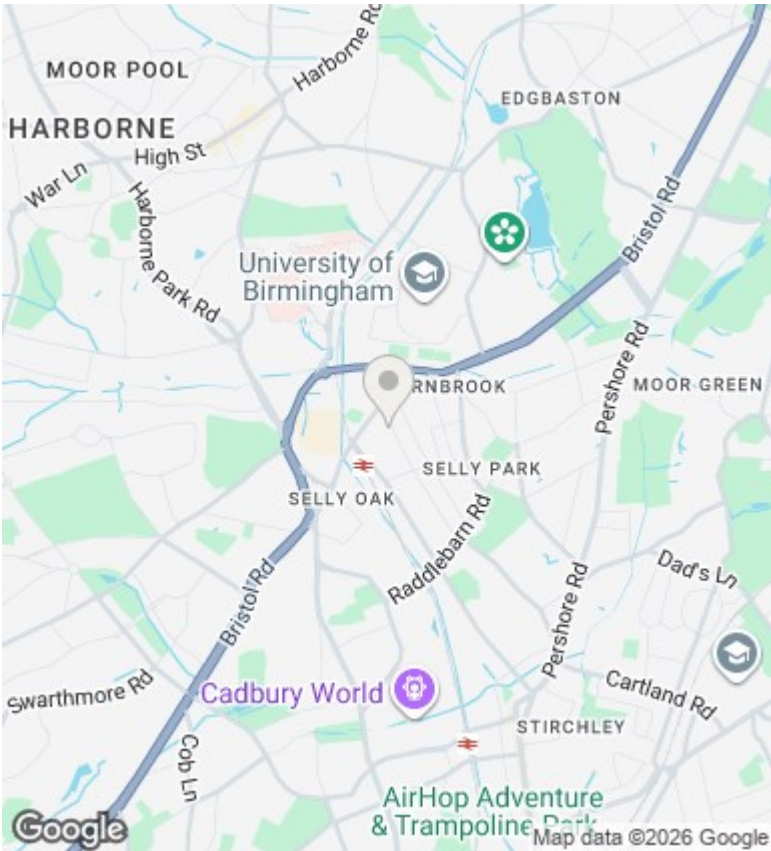 Harborne Rd
MOOR POOL
EDGBASTON
HARBORNE
High St
War Ln
Bristol Rd
Harborne Park Rd
University of
Birmingham
Pershore Rd
RNBROOK
MOOR GREEN
SELLY PARK
SELLY OAK
Raddlebarn Rd
Dad's Ln
Bristol Rd
Pershore Rd
Swarthmore Rd
Cadbury World
Cartland Rd
STIRCHLEY
Cob Ln
AirHop Adventure
& Trampoline Park
Google
Map data ©2026 Google